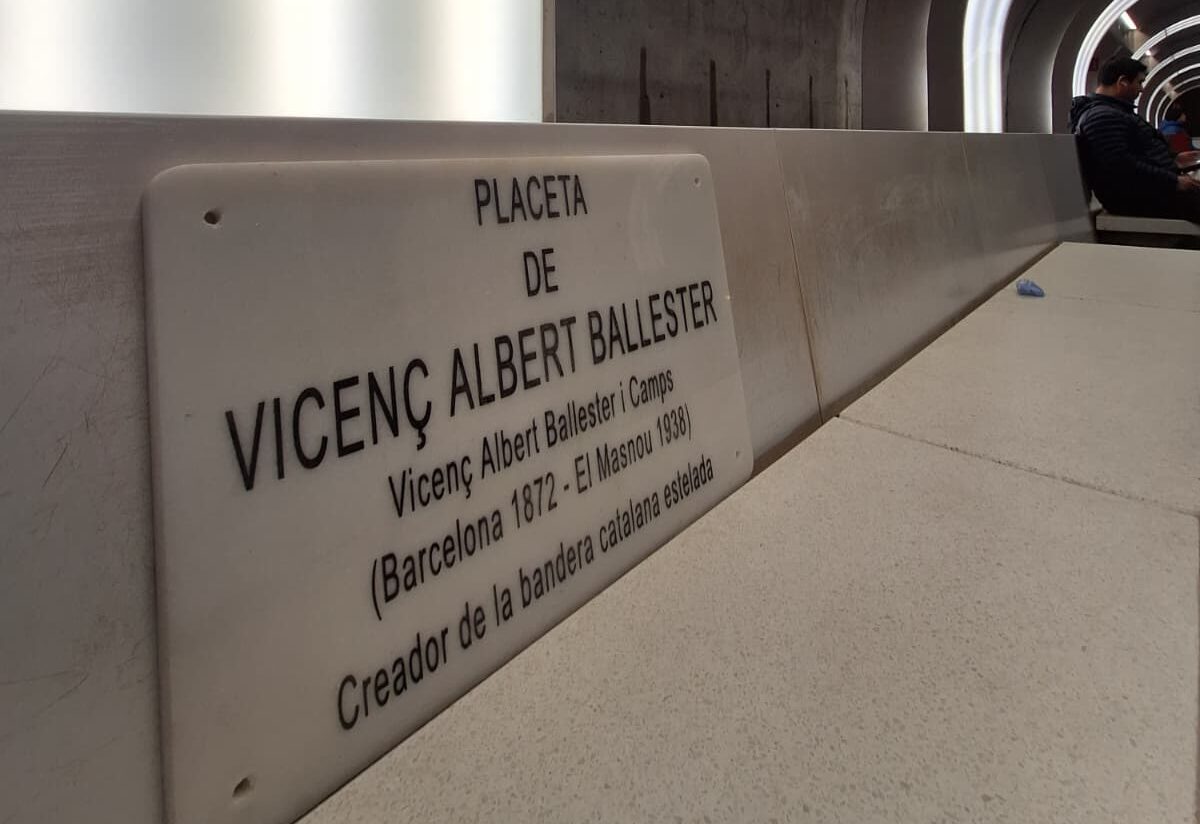 PLACETA
DE
VICENÇ ALBERT BALLESTER
Vicenç Albert Ballester i Camps
(Barcelona 1872 - El Masnou 1938)
Creador de la bandera catalana estelada